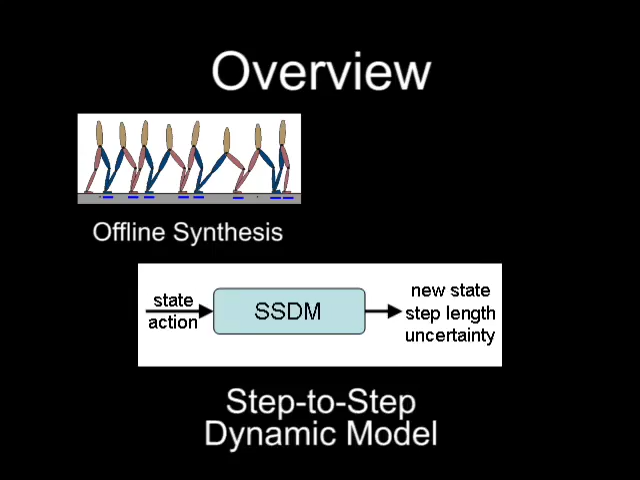 Overview
Offline Synthesis
state
action
SSDM
new state
step length
uncertainty
Step-to-Step
Dynamic Model